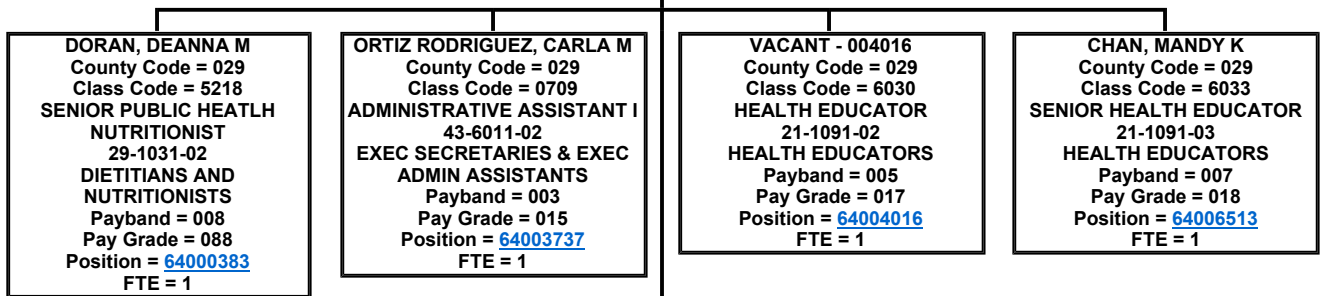 DORAN, DEANNA M
County Code = 029
Class Code = 5218
SENIOR PUBLIC HEATLH
NUTRITIONIST
29-1031-02
DIETITIANS AND
NUTRITIONISTS
Payband = 008
Pay Grade = 088
Position = 64000383
FTE = 1
ORTIZ RODRIGUEZ, CARLA M
County Code = 029
Class Code = 0709
ADMINISTRATIVE ASSISTANT I
43-6011-02
EXEC SECRETARIES & EXEC
ADMIN ASSISTANTS
Payband = 003
Pay Grade = 015
Position = 64003737
FTE = 1
VACANT - 004016
County Code = 029
Class Code = 6030
HEALTH EDUCATOR
21-1091-02
HEALTH EDUCATORS
Payband = 005
Pay Grade = 017
Position = 64004016
FTE = 1
CHAN, MANDY K
County Code = 029
Class Code = 6033
SENIOR HEALTH EDUCATOR
21-1091-03
HEALTH EDUCATORS
Payband = 007
Pay Grade = 018
Position = 64006513
FTE = 1